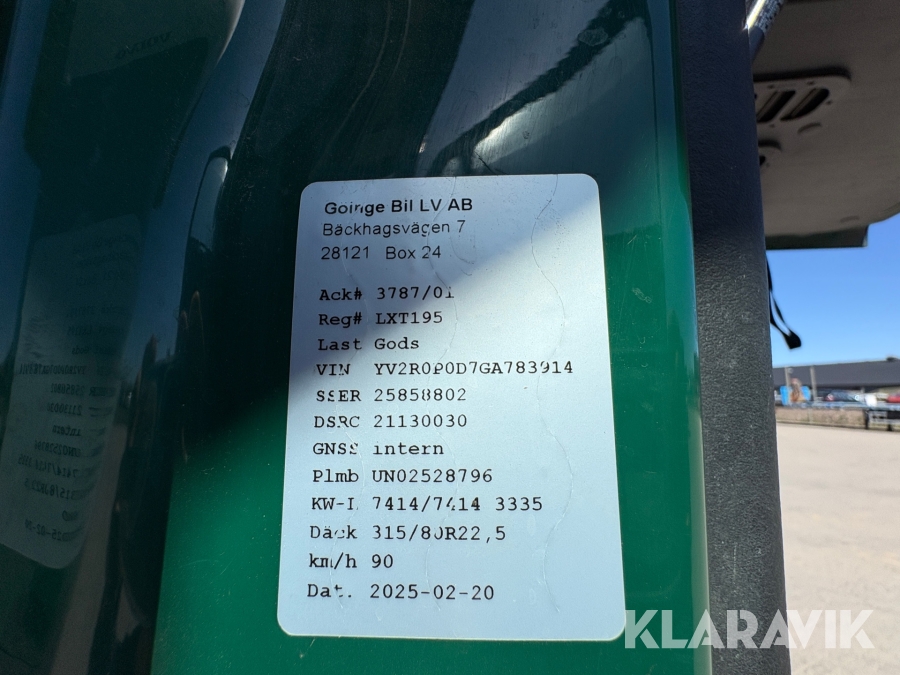 Goinge Bil LV AB
Bäckhagsvägen 7
28121 Box 24
Ack# 3787/01
Reg# LXT195
Last Gods
VIN YV2R0P0D7GA783914
SSER 25858802
DSRC 21130030
GNSS intern
Plmb UN02528796
KW-L 7414/7414 3335
Däck 315/80R22,5
km/h 90
Dat. 2025-02-20
KLARAVIK